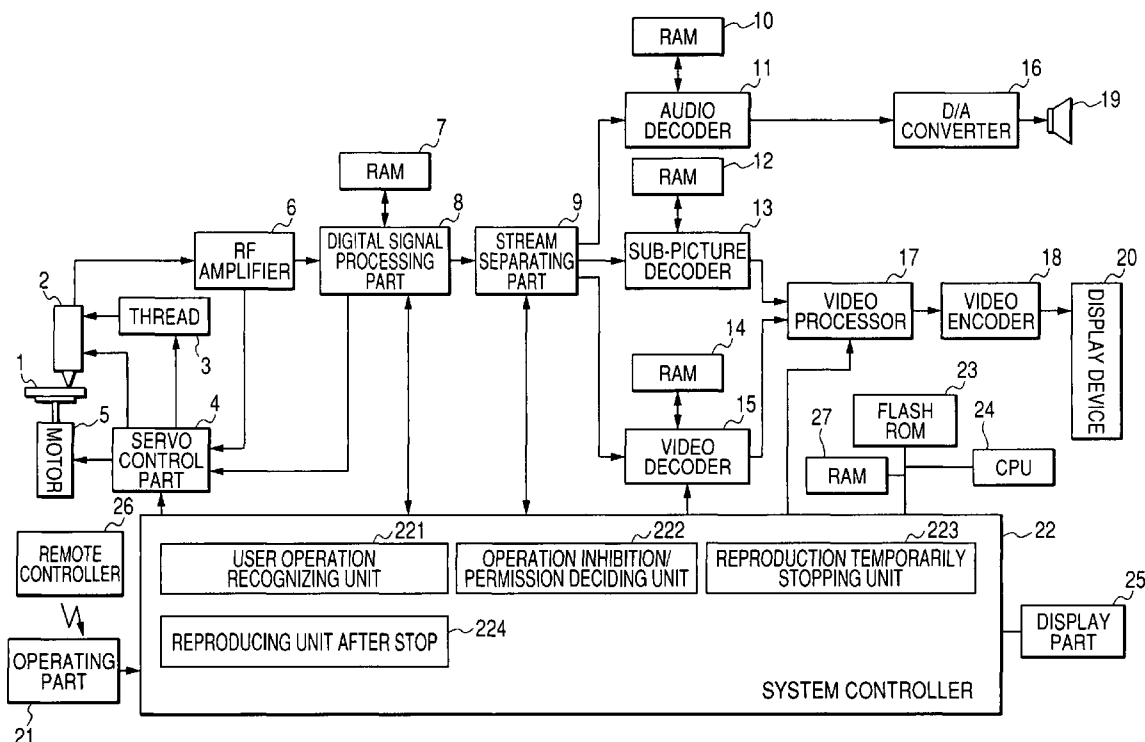 10
RAM
11
AUDIO
DECODER
16
D/A
CONVERTER
19
7
RAM
12
RAM
6
RF
AMPLIFIER
8
DIGITAL SIGNAL
PROCESSING
PART
9
STREAM
SEPARATING
PART
13
SUB-PICTURE
DECODER
17
VIDEO
PROCESSOR
18
VIDEO
ENCODER
20
DISPLAY DEVICE
2
THREAD
3
1
5
MOTOR
4
SERVO
CONTROL
PART
14
RAM
15
VIDEO
DECODER
23
FLASH
ROM
24
CPU
27
RAM
26
REMOTE
CONTROLLER
221
USER OPERATION
RECOGNIZING UNIT
222
OPERATION INHIBITION/
PERMISSION DECIDING UNIT
223
REPRODUCTION TEMPORARILY
STOPPING UNIT
22
REPRODUCING UNIT AFTER STOP
224
25
DISPLAY
PART
OPERATING
PART
21
SYSTEM CONTROLLER